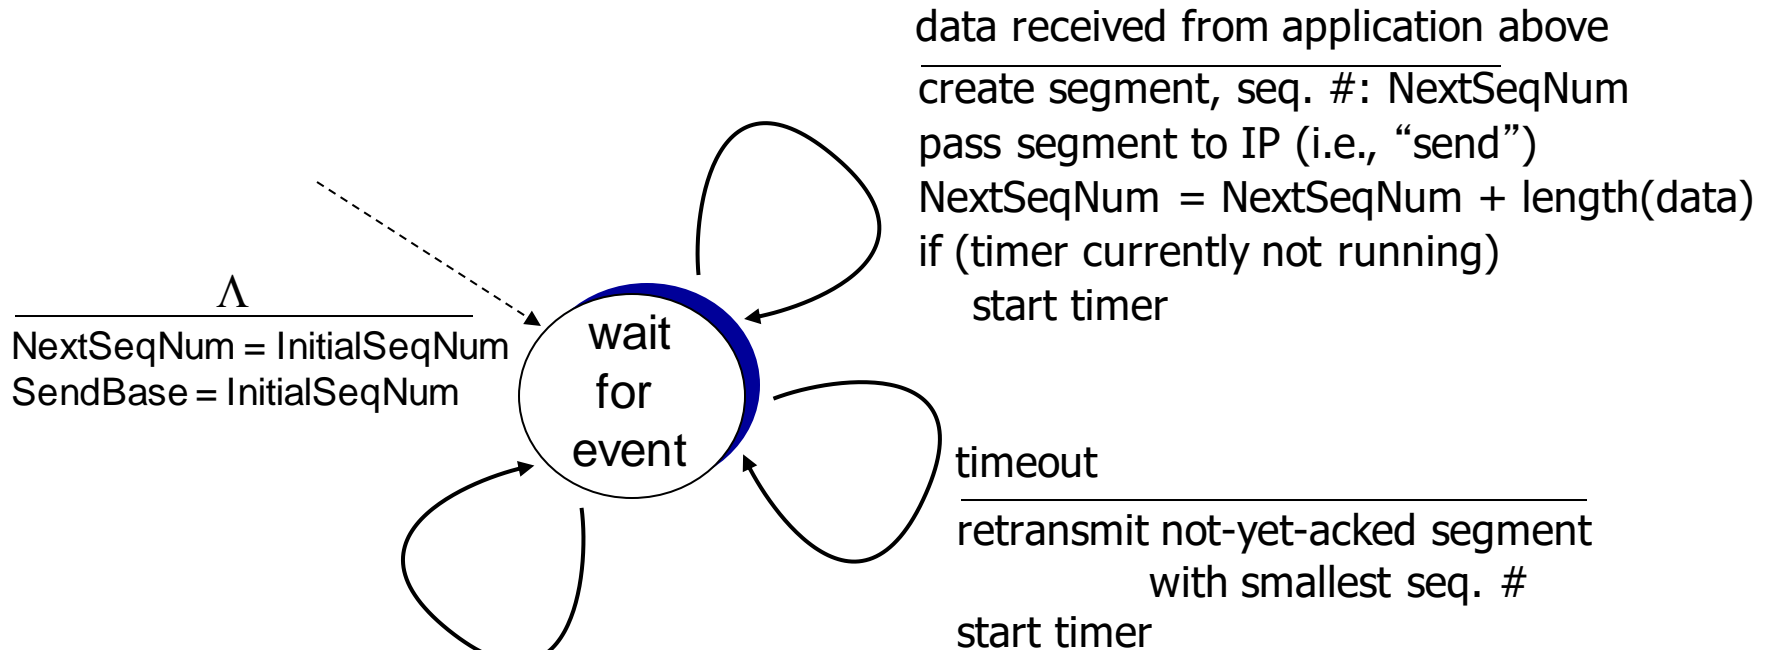 data received from application above
create segment, seq. #: NextSeqNum
pass segment to IP (i.e., “send”)
NextSeqNum = NextSeqNum + length(data)
if (timer currently not running)
start timer
Λ
NextSeqNum = InitialSeqNum
SendBase = InitialSeqNum
wait
for
event
timeout
retransmit not-yet-acked segment
with smallest seq. #
start timer